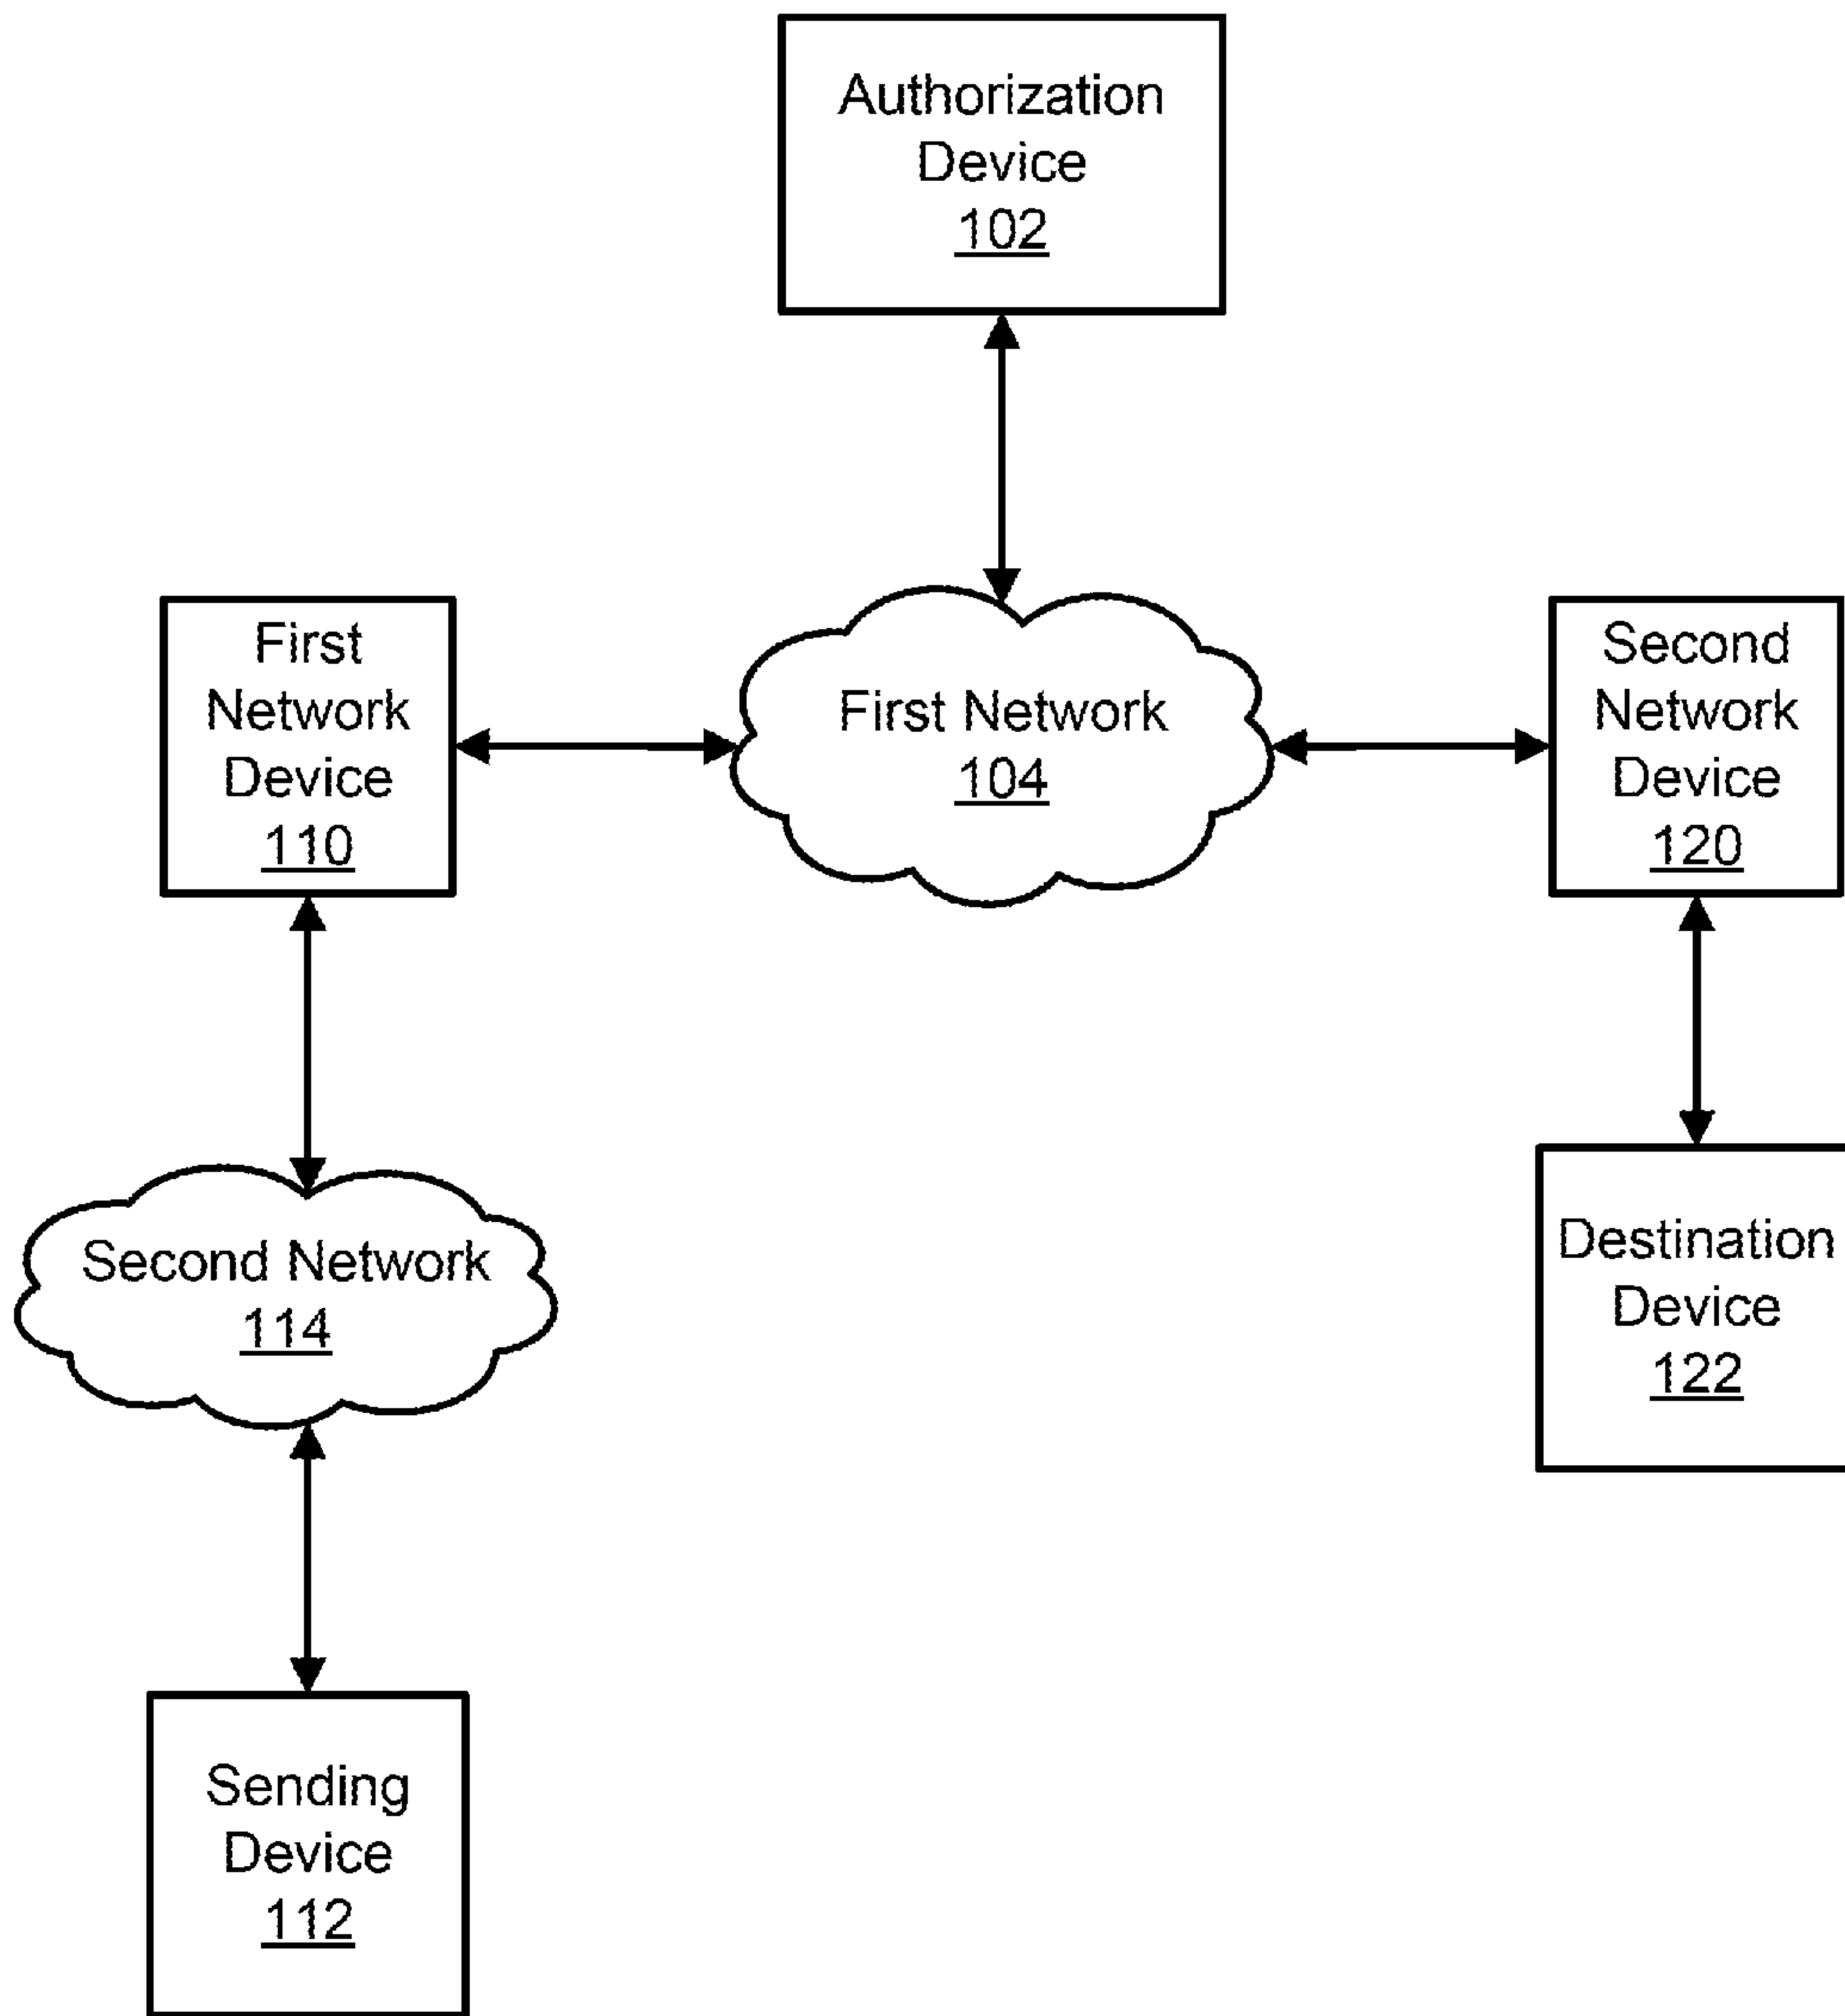 Authorization
Device
102
First
Network
Device
110
First Network
104
Second
Network
Device
120
Second Network
114
Destination
Device
122
Sending
Device
112